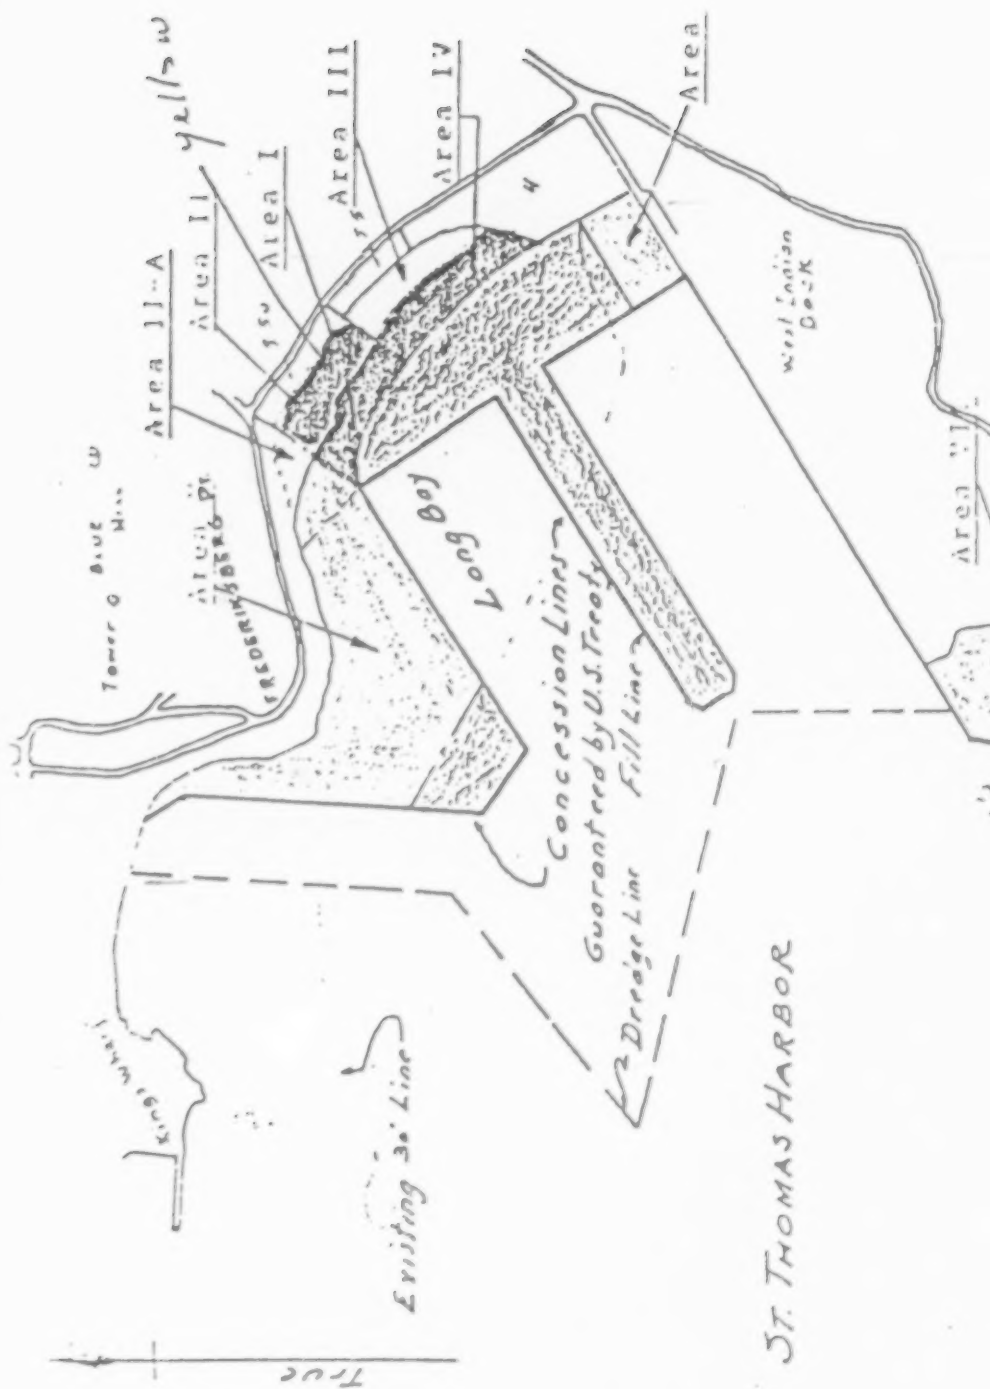 yellow
Area II-A
Area II
Area I
Area III
Area IV
Area
Tower
BLUE
FREDERIKSBERG PT.
Long Bay
West Indian
Dock
Concession Lines
Guaranteed by U.S. Treaty
Dredge Line
Fill Line
Kings Wharf
Existing 30' Line
Area
ST. THOMAS HARBOR
True
4